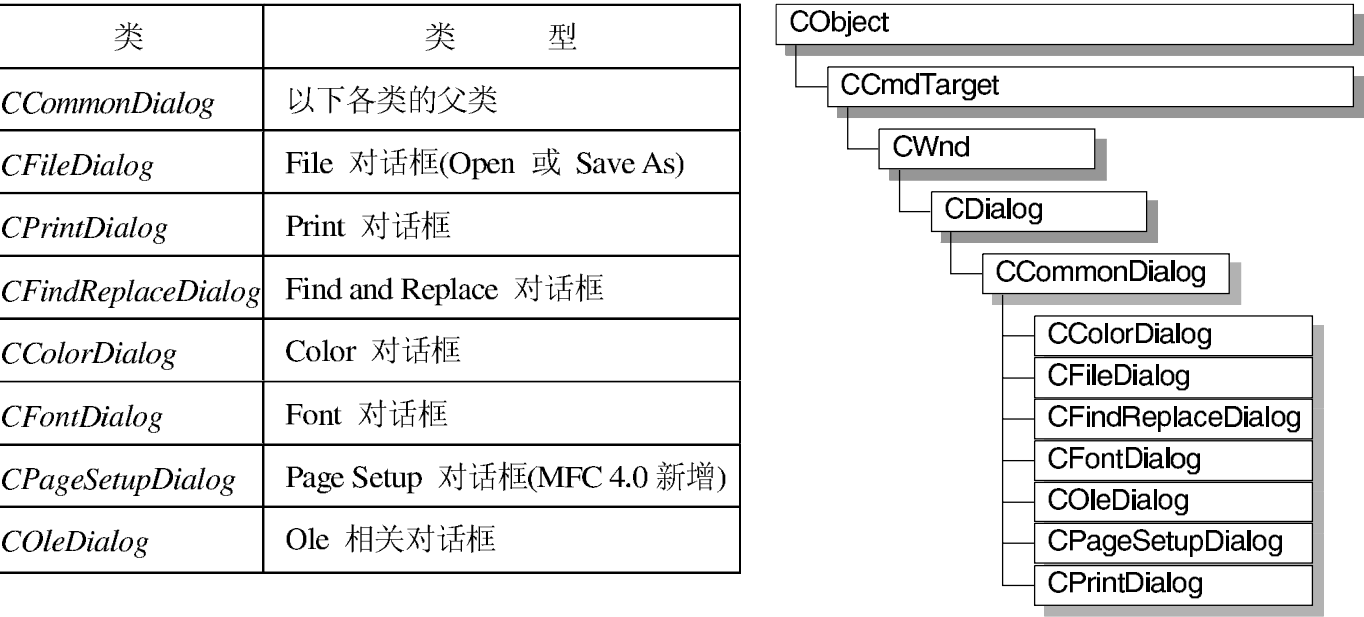 类 类 型
CCommonDialog 以下各类的父类
CFileDialog File 对话框(Open 或 Save As)
CPrintDialog Print 对话框
CFindReplaceDialog Find and Replace 对话框
CColorDialog Color 对话框
CFontDialog Font 对话框
CPageSetupDialog Page Setup 对话框(MFC 4.0 新增)
COleDialog Ole 相关对话框
CObject
CCmdTarget
CWnd
CDialog
CCommonDialog
CColorDialog
CFileDialog
CFindReplaceDialog
CFontDialog
COleDialog
CPageSetupDialog
CPrintDialog